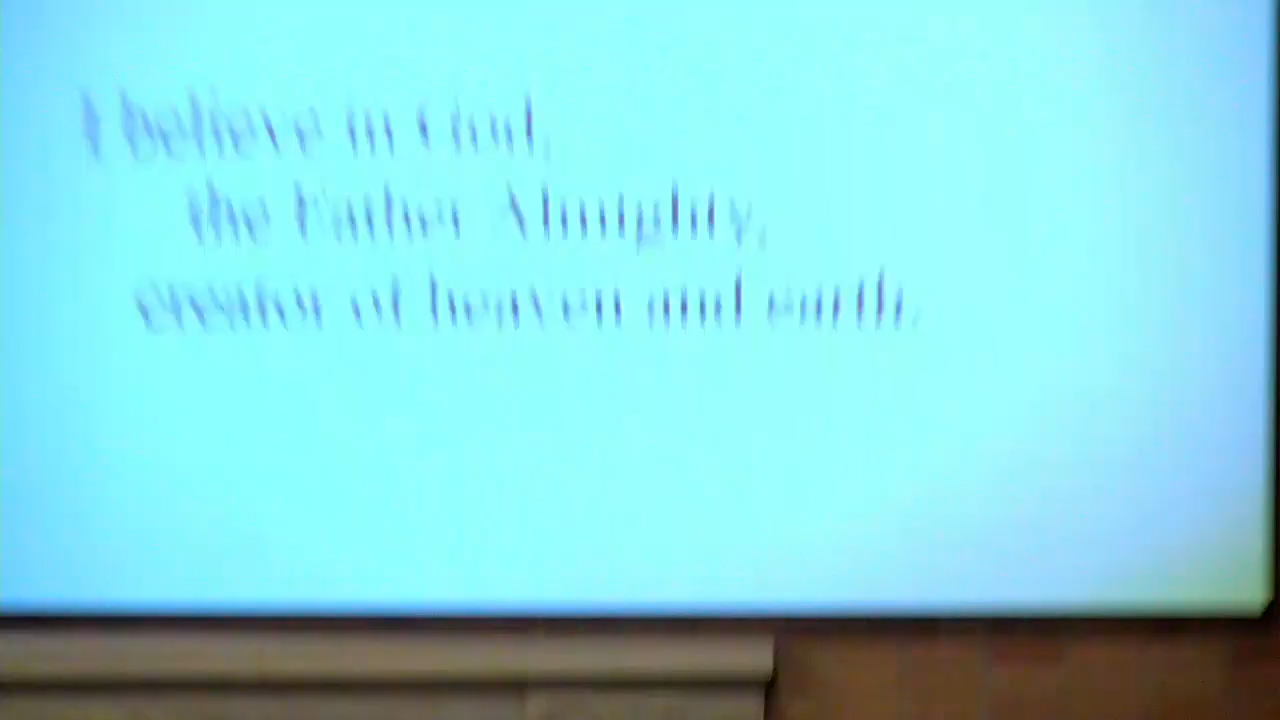 I believe in God,
the Father Almighty,
creator of heaven and earth.